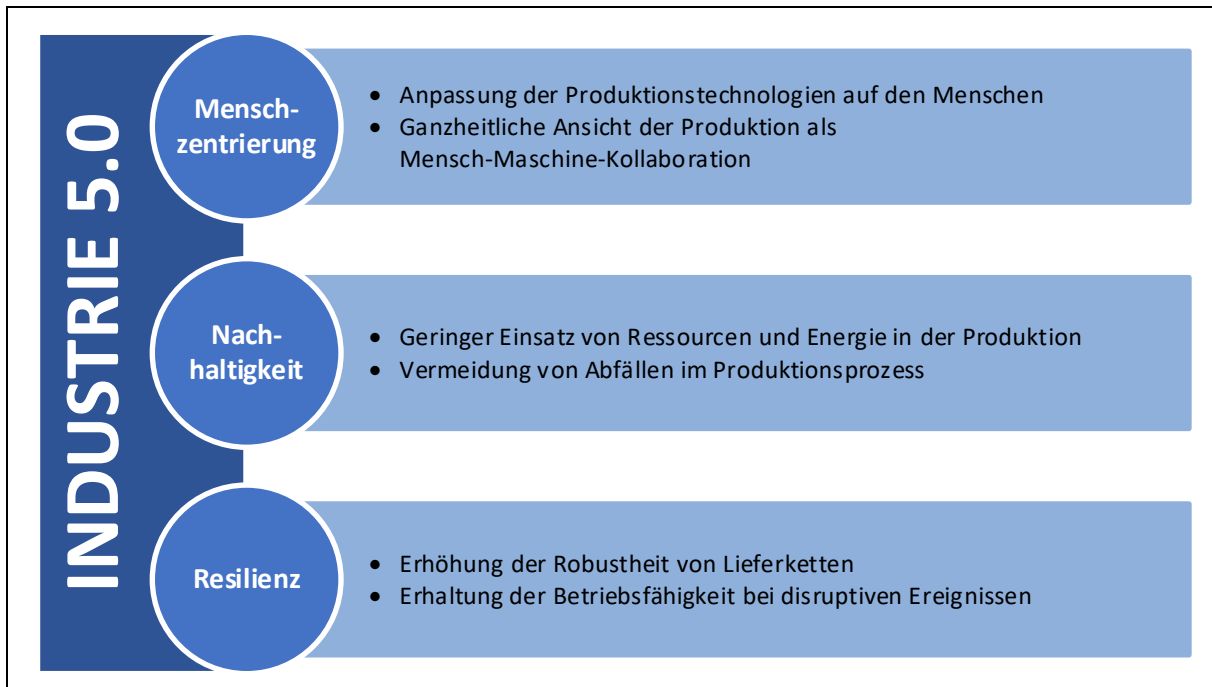 INDUSTRIE 5.0
Mensch-
zentrierung
• Anpassung der Produktionstechnologien auf den Menschen
• Ganzheitliche Ansicht der Produktion als
Mensch-Maschine-Kollaboration
Nach-
haltigkeit
• Geringer Einsatz von Ressourcen und Energie in der Produktion
• Vermeidung von Abfällen im Produktionsprozess
Resilienz
• Erhöhung der Robustheit von Lieferketten
• Erhaltung der Betriebsfähigkeit bei disruptiven Ereignissen